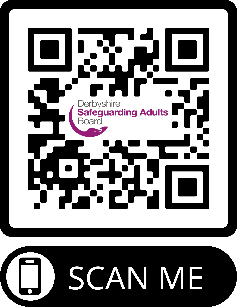 Derbyshire
Safeguarding Adults
Board
SCAN ME